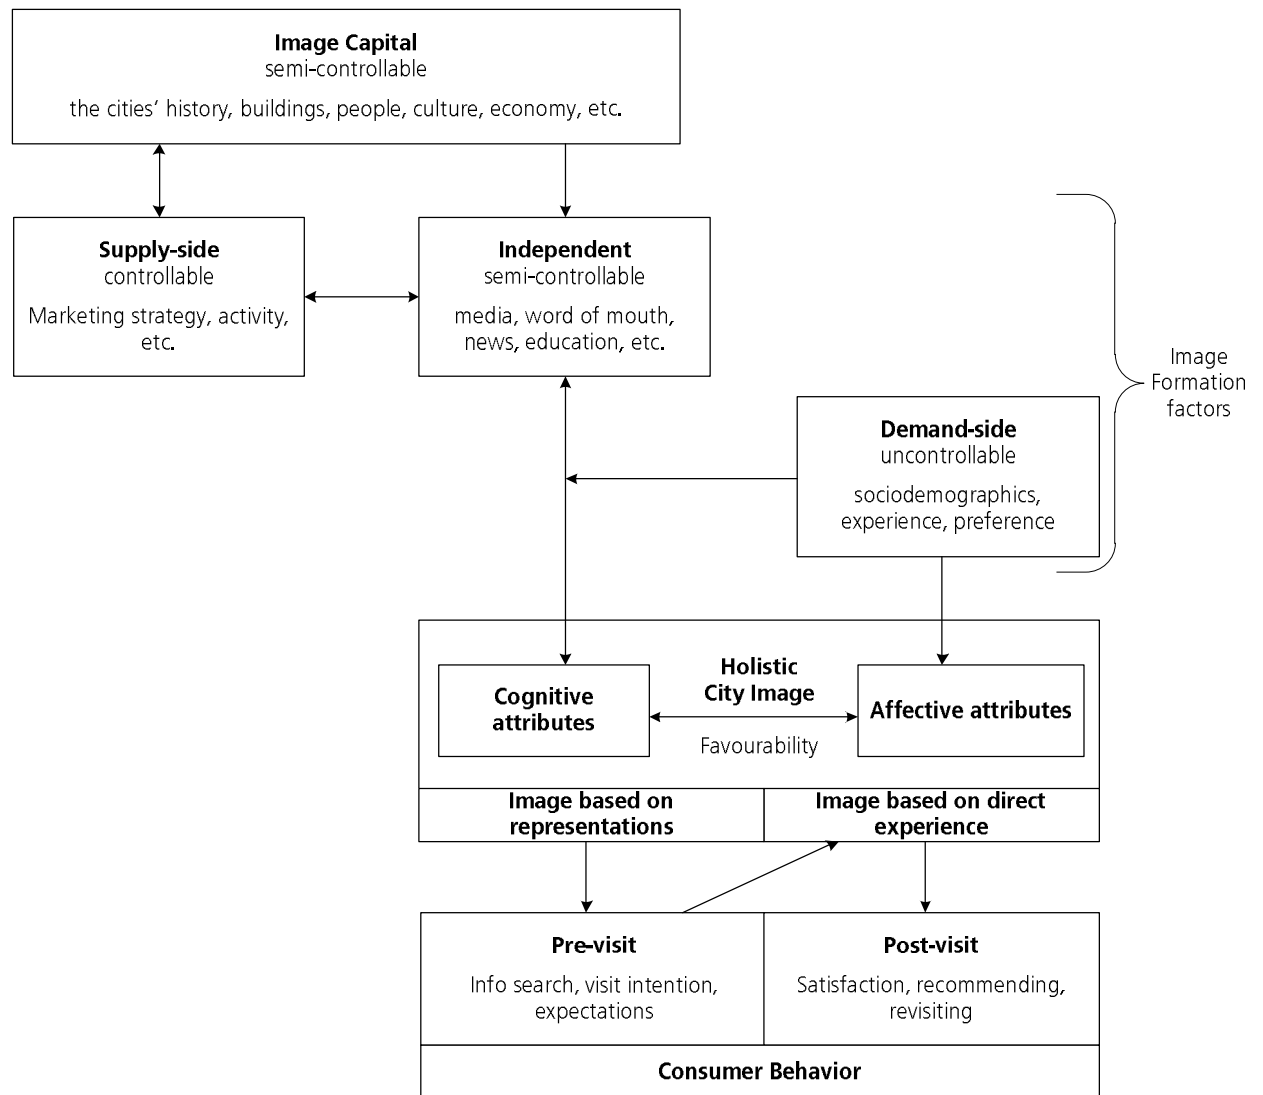 Image Capital
semi-controllable
the cities' history, buildings, people, culture, economy, etc.
Supply-side
controllable
Marketing strategy, activity,
etc.
Independent
semi-controllable
media, word of mouth,
news, education, etc.
Image
Formation
factors
Demand-side
uncontrollable
sociodemographics,
experience, preference
Holistic
City Image
Cognitive
attributes
Affective attributes
Favourability
Image based on
representations
Image based on direct
experience
Pre-visit
Info search, visit intention,
expectations
Post-visit
Satisfaction, recommending,
revisiting
Consumer Behavior